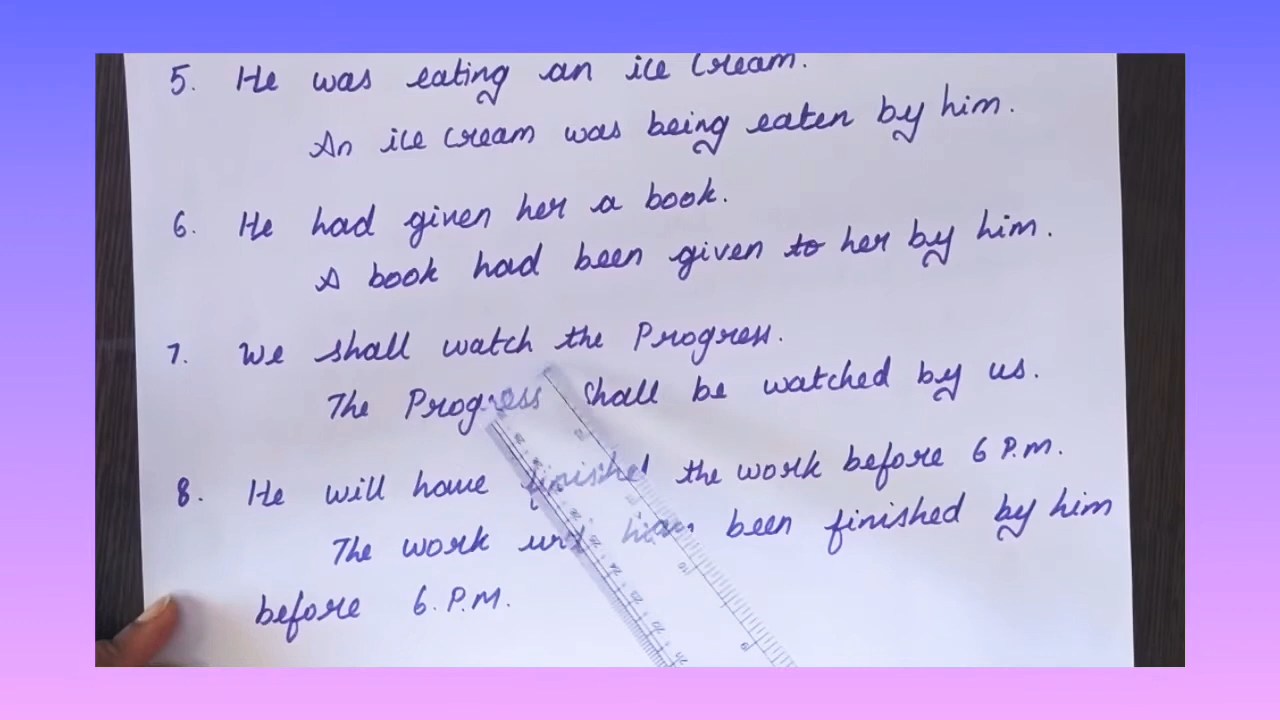 5. He was eating an ice cream.
An ice cream was being eaten by him.
6. He had given her a book.
A book had been given to her by him.
7. We shall watch the Progress.
The Progress shall be watched by us.
8. He will have finished the work before 6 P.M.
The work will have been finished by him
before 6. P.M.